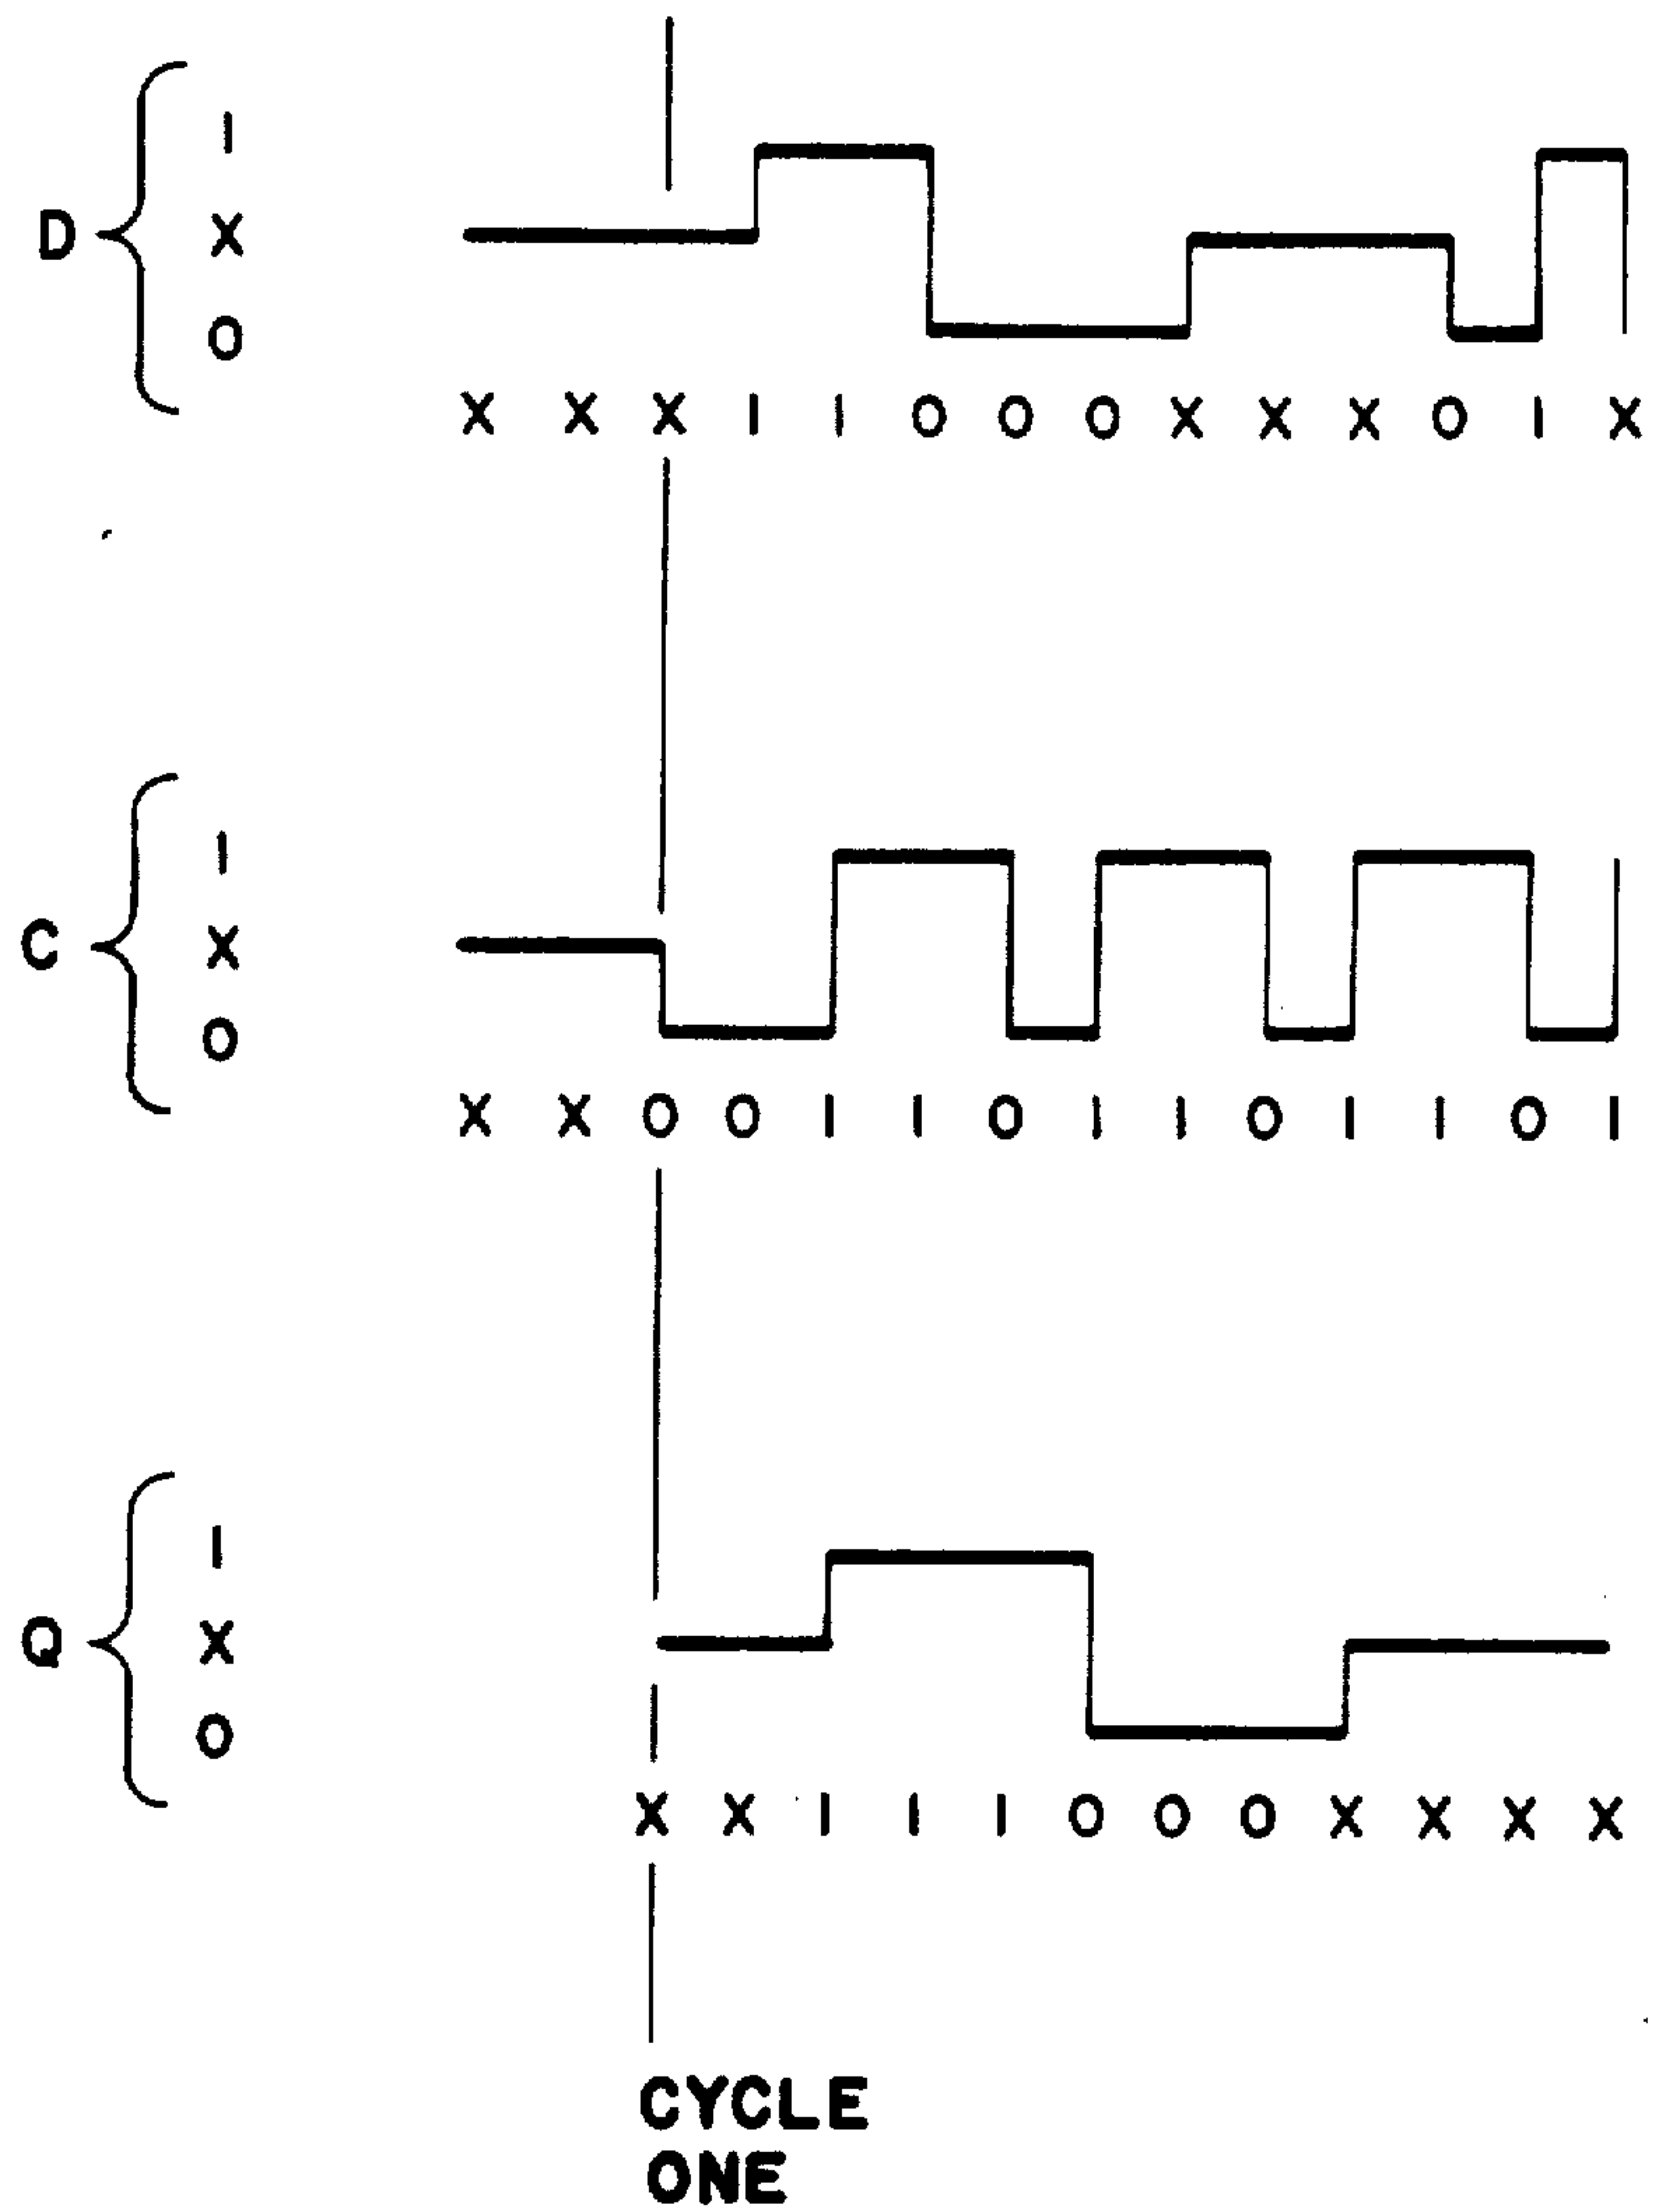 1
D X
0
X X X 1 1 0 0 0 X X X 0 1 X
1
C X
0
X X 0 0 1 1 0 1 1 0 1 1 0 1
1
Q X
0
X X 1 1 1 0 0 0 X X X X
CYCLE
ONE